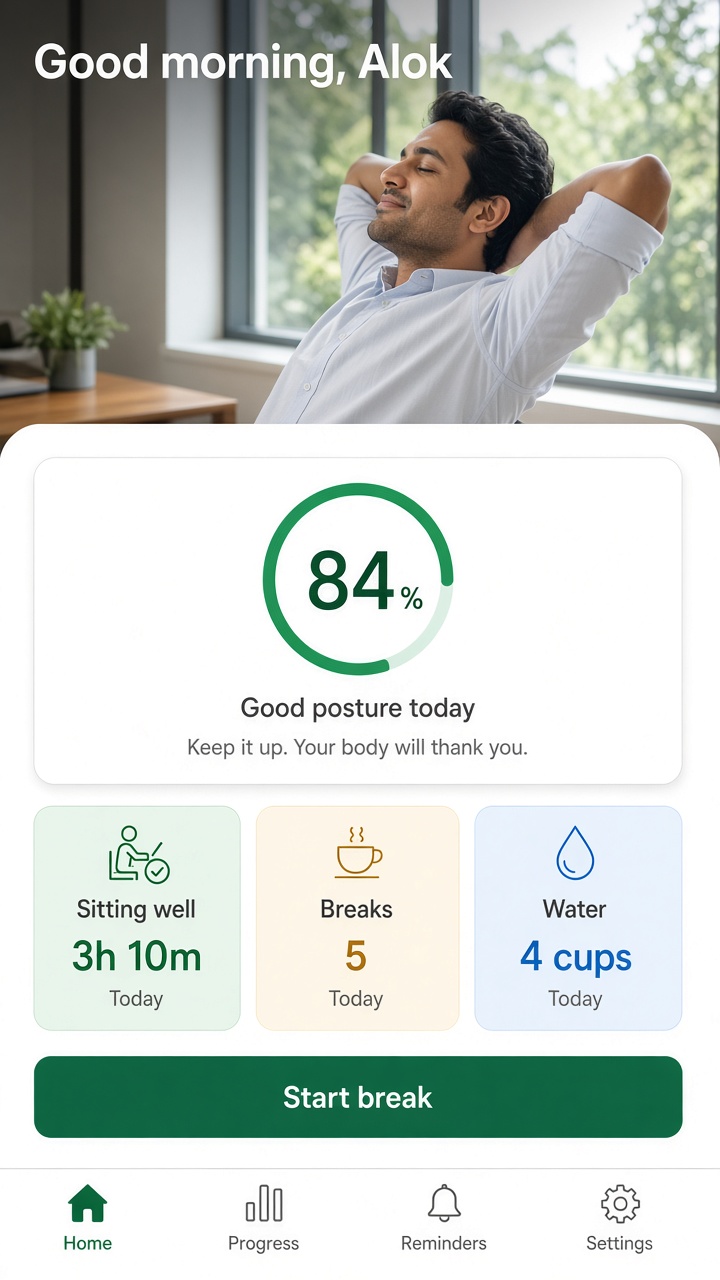 Good morning, Alok
84%
Good posture today
Keep it up. Your body will thank you.
Sitting well
3h 10m
Today
Breaks
5
Today
Water
4 cups
Today
Start break
Home
Progress
Reminders
Settings